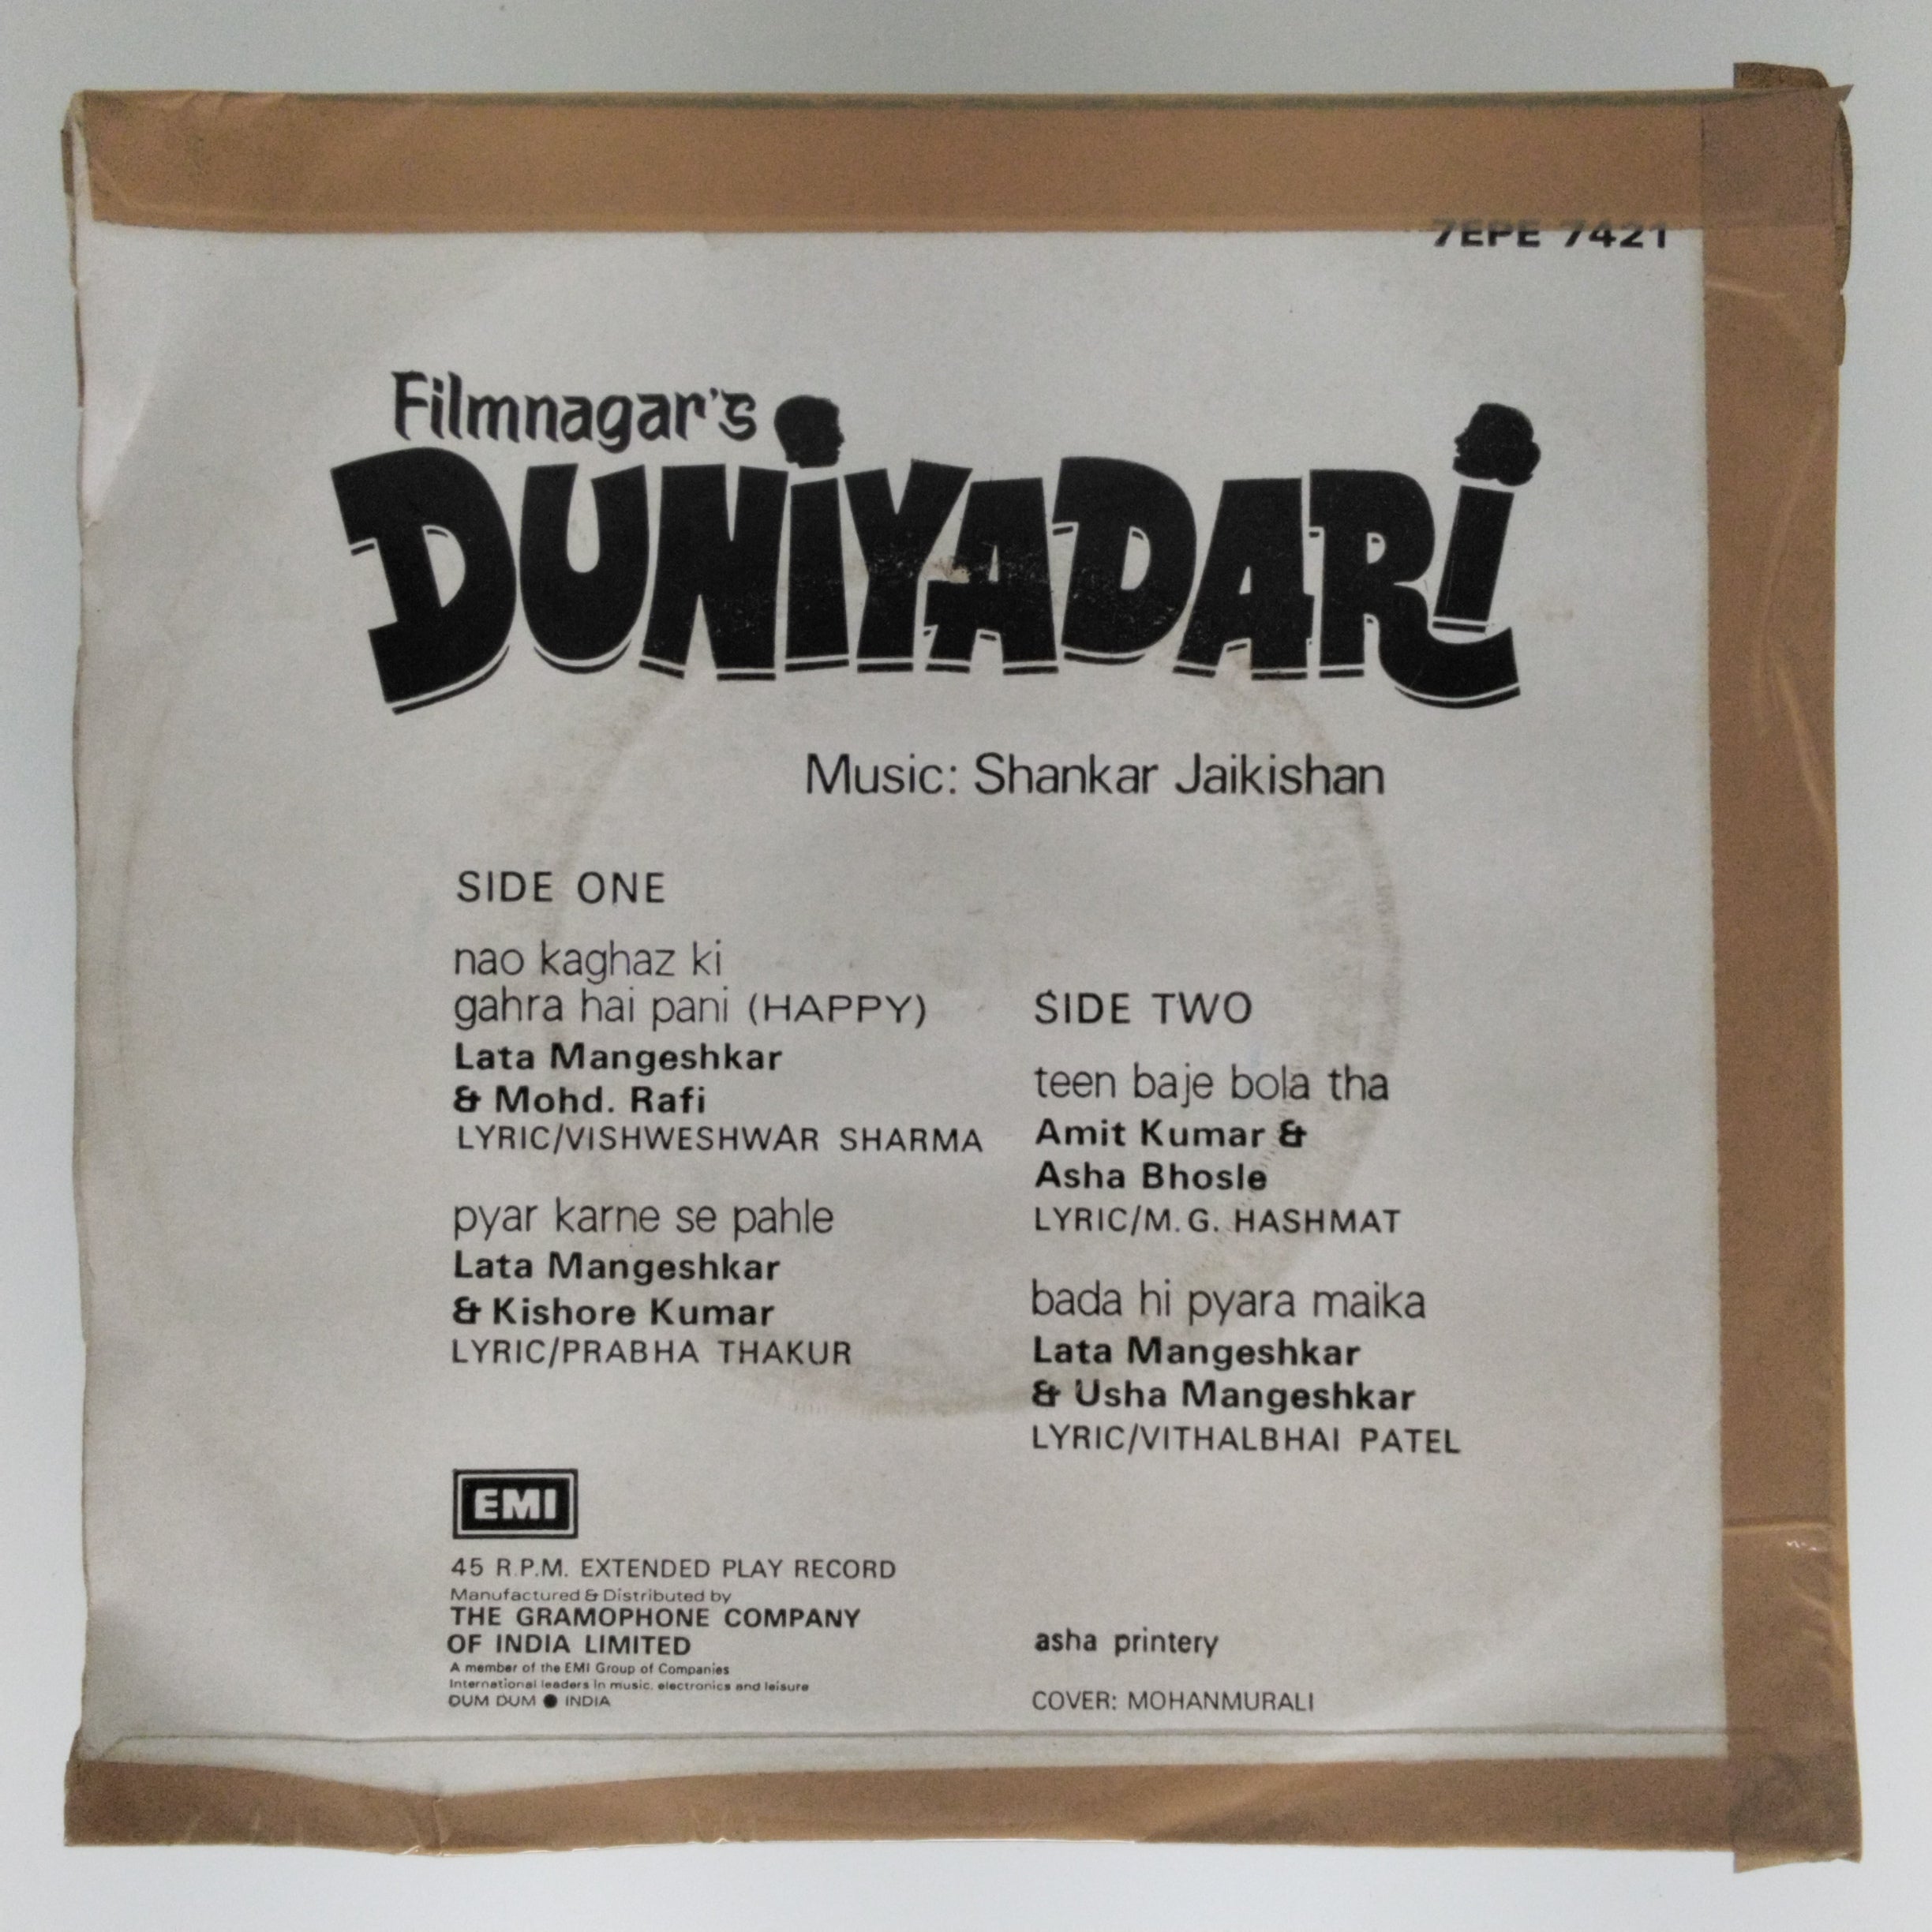 7EPE 7421
Filmnagar's
DUNiYADARi
Music: Shankar Jaikishan
SIDE ONE
nao kaghaz ki
gahra hai pani (HAPPY)
Lata Mangeshkar
& Mohd. Rafi
LYRIC/VISHWESHWAR SHARMA
pyar karne se pahle
Lata Mangeshkar
& Kishore Kumar
LYRIC/PRABHA THAKUR
SIDE TWO
teen baje bola tha
Amit Kumar &
Asha Bhosle
LYRIC/M.G. HASHMAT
bada hi pyara maika
Lata Mangeshkar
& Usha Mangeshkar
LYRIC/VITHALBHAI PATEL
EMI
45 R.P.M. EXTENDED PLAY RECORD
Manufactured & Distributed by
THE GRAMOPHONE COMPANY
OF INDIA LIMITED
A member of the EMI Group of Companies
International leaders in music, electronics and leisure
DUM DUM ● INDIA
asha printery
COVER: MOHANMURALI